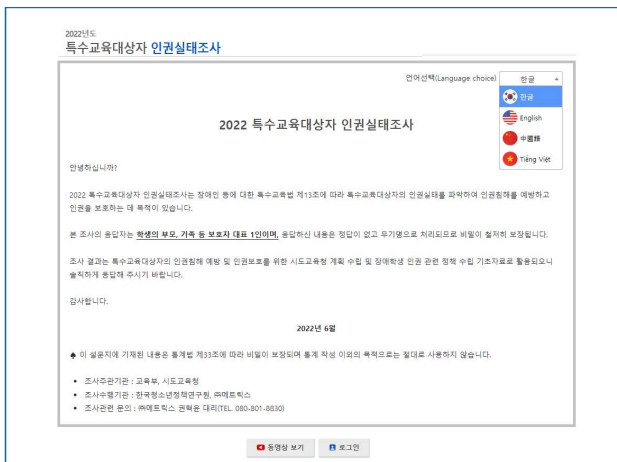 2022년도
특수교육대상자 인권실태조사
언어선택(Language choice) 한글
한글
English
中國語
Tiếng Việt
2022 특수교육대상자 인권실태조사
안녕하십니까?
2022 특수교육대상자 인권실태조사는 장애인 등에 대한 특수교육법 제13조에 따라 특수교육대상자의 인권실태를 파악하여 인권침해를 예방하고
인권을 보호하는 데 목적이 있습니다.
본 조사의 응답자는 학생의 부모, 가족 등 보호자 대표 1인이며, 응답하신 내용은 정답이 없고 무기명으로 처리되므로 비밀이 철저히 보장됩니다.
조사 결과는 특수교육대상자의 인권침해 예방 및 인권보호를 위한 시도교육청 계획 수립 및 장애학생 인권 관련 정책 수립 기초자료로 활용되오니
솔직하게 응답해 주시기 바랍니다.
감사합니다.
2022년 6월
♠ 이 설문지에 기재된 내용은 통계법 제33조에 따라 비밀이 보장되며 통계 작성 이외의 목적으로는 절대로 사용하지 않습니다.
• 조사주관기관 : 교육부, 시도교육청
• 조사수행기관 : 한국청소년정책연구원, ㈜메트릭스
• 조사관련 문의 : ㈜메트릭스 권혁윤 대리(TEL. 080-801-8830)
동영상 보기 로그인